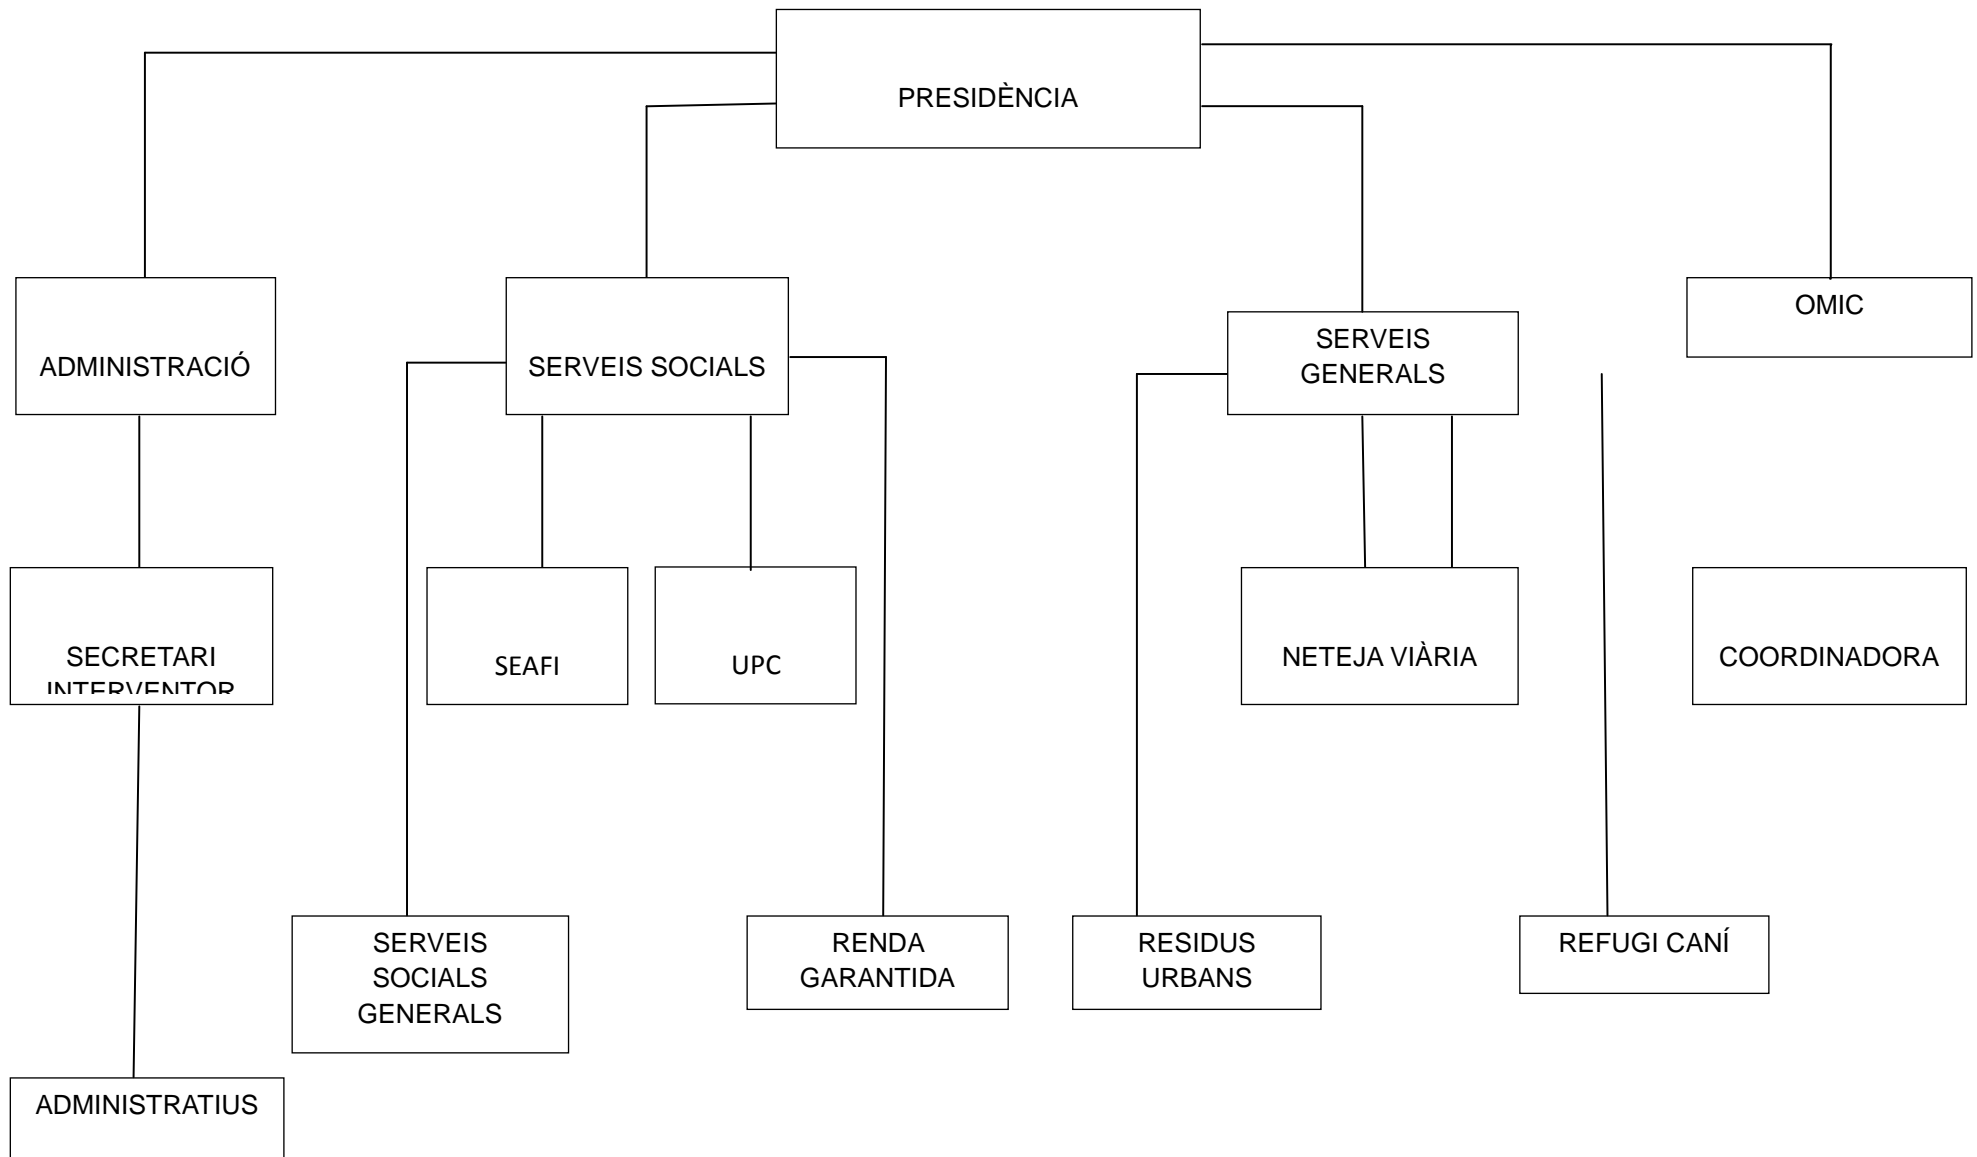 PRESIDÈNCIA
ADMINISTRACIÓ
SERVEIS SOCIALS
SERVEIS
GENERALS
OMIC
SECRETARI
INTERVENTOR
SEAFI
UPC
NETEJA VIÀRIA
COORDINADORA
SERVEIS
SOCIALS
GENERALS
RENDA
GARANTIDA
RESIDUS
URBANS
REFUGI CANÍ
ADMINISTRATIUS